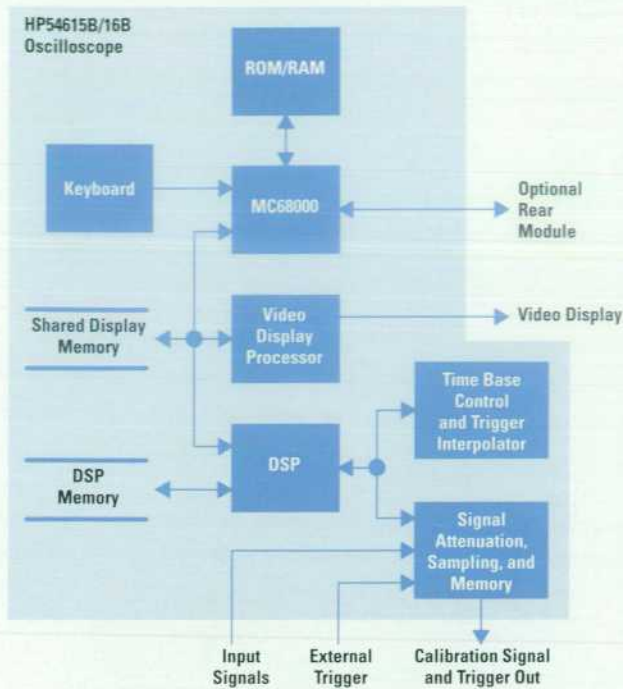 HP54615B/16B
Oscilloscope
ROM/RAM
Keyboard
MC68000
Optional
Rear
Module
Shared Display
Memory
Video
Display
Processor
Video Display
Time Base
Control
and Trigger
Interpolator
DSP
Memory
DSP
Signal
Attenuation,
Sampling, and
Memory
Input
Signals
External
Trigger
Calibration Signal
and Trigger Out